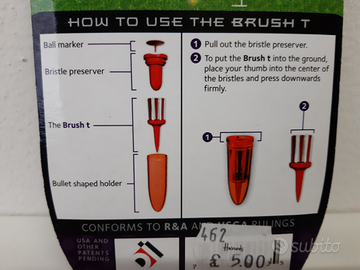 HOW TO USE THE BRUSH T
Ball marker
Bristle preserver
The Brush t
Bullet shaped holder
1 Pull out the bristle preserver.
2 To put the Brush t into the ground,
place your thumb into the center of
the bristles and press downwards
firmly.
1
2
CONFORMS TO R&A AND USGA RULINGS
USA AND
OTHER
PATENTS
PENDING
462
£ 5.00
subito